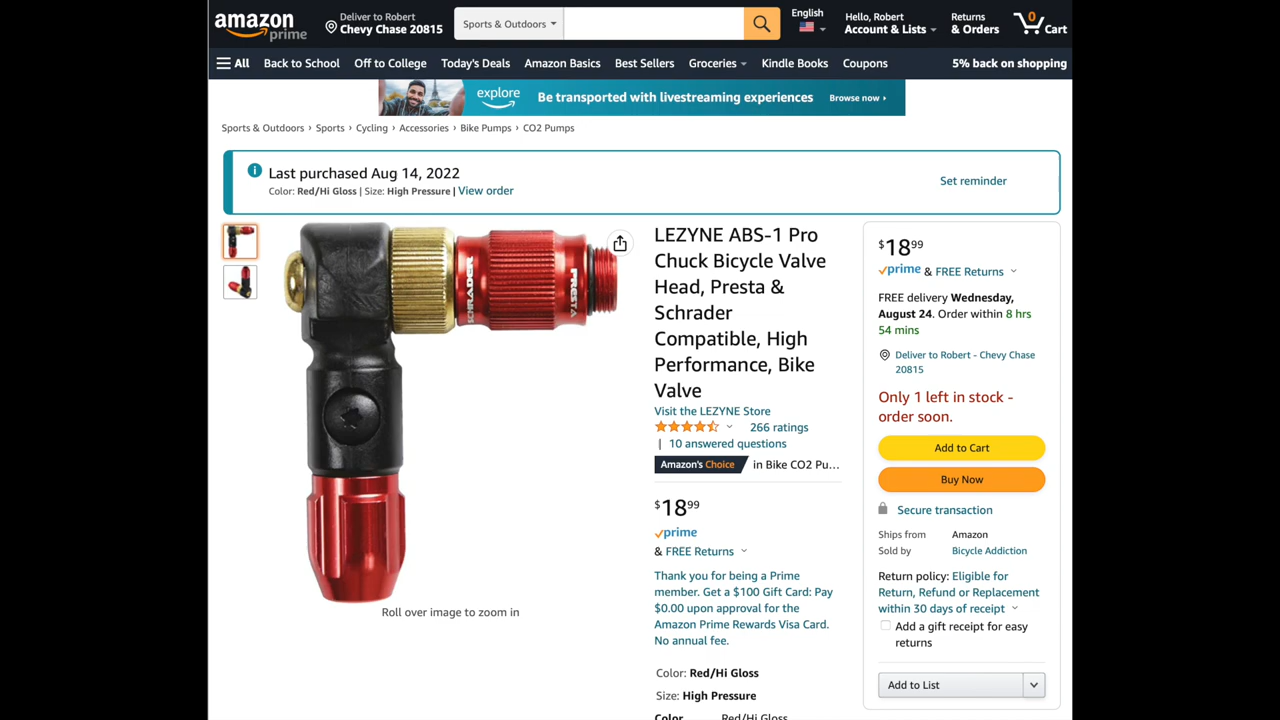 amazon
prime
Deliver to Robert
Chevy Chase 20815
Sports & Outdoors
English
Hello, Robert
Account & Lists
Returns
& Orders
0
Cart
All
Back to School
Off to College
Today's Deals
Amazon Basics
Best Sellers
Groceries
Kindle Books
Coupons
5% back on shopping
explore
Be transported with livestreaming experiences
Browse now ›
Sports & Outdoors › Sports › Cycling › Accessories › Bike Pumps › CO2 Pumps
Last purchased Aug 14, 2022
Color: Red/Hi Gloss | Size: High Pressure | View order
Set reminder
SCHRADER
PRESTA
Roll over image to zoom in
LEZYNE ABS-1 Pro
Chuck Bicycle Valve
Head, Presta &
Schrader
Compatible, High
Performance, Bike
Valve
Visit the LEZYNE Store
266 ratings
| 10 answered questions
Amazon's Choice in Bike CO2 Pu...
$18 99
prime
& FREE Returns
Thank you for being a Prime
member. Get a $100 Gift Card: Pay
$0.00 upon approval for the
Amazon Prime Rewards Visa Card.
No annual fee.
Color: Red/Hi Gloss
Size: High Pressure
Color Red/Hi Gloss
$18 99
prime & FREE Returns
FREE delivery Wednesday,
August 24. Order within 8 hrs
54 mins
Deliver to Robert - Chevy Chase
20815
Only 1 left in stock -
order soon.
Add to Cart
Buy Now
Secure transaction
Ships from Amazon
Sold by Bicycle Addiction
Return policy: Eligible for
Return, Refund or Replacement
within 30 days of receipt
Add a gift receipt for easy
returns
Add to List